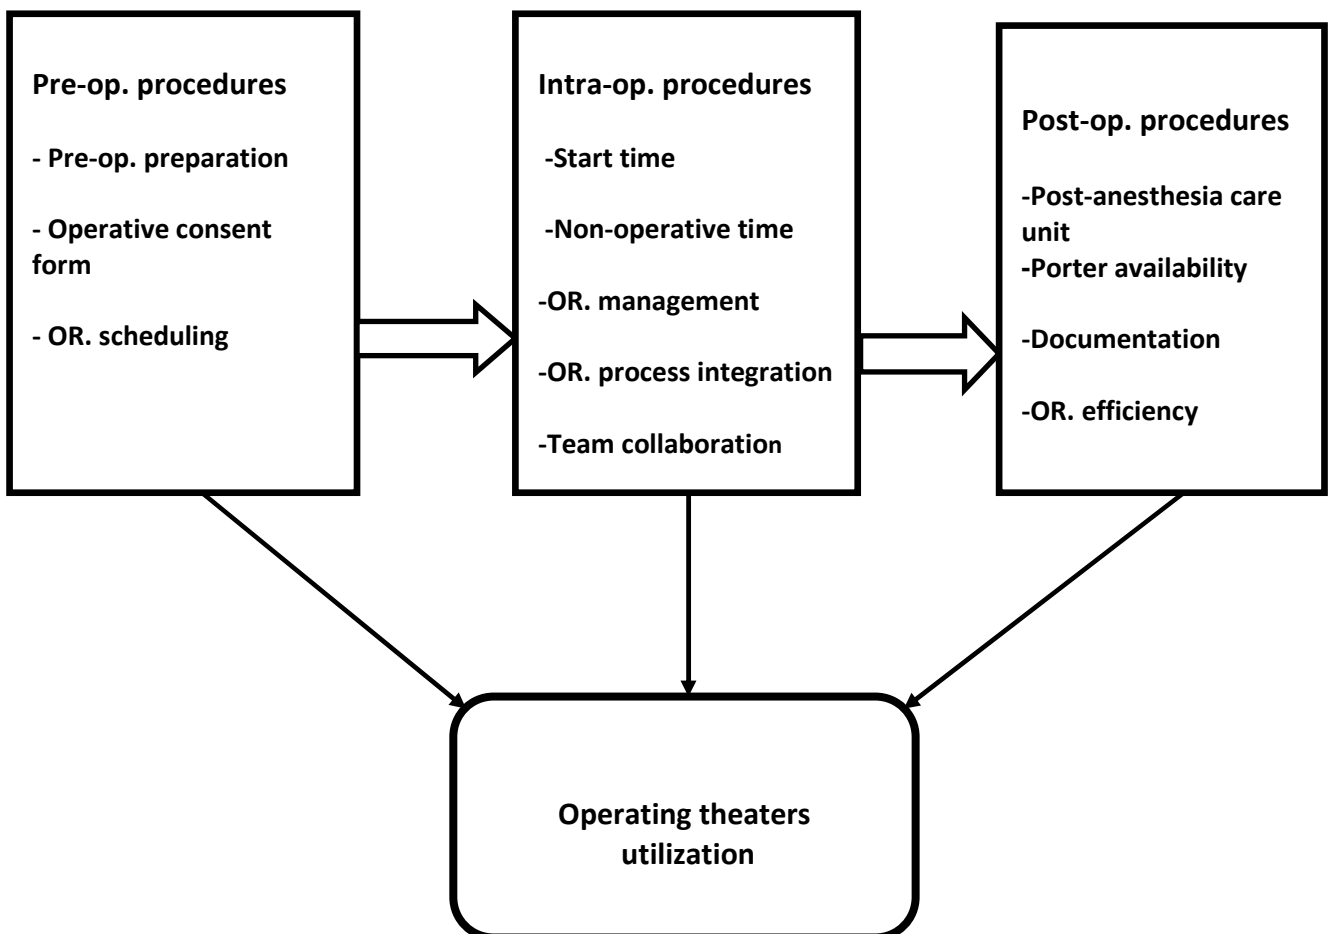 Pre-op. procedures
- Pre-op. preparation
- Operative consent
form
- OR. scheduling
Intra-op. procedures
-Start time
-Non-operative time
-OR. management
-OR. process integration
-Team collaboration
Post-op. procedures
-Post-anesthesia care
unit
-Porter availability
-Documentation
-OR. efficiency
Operating theaters
utilization